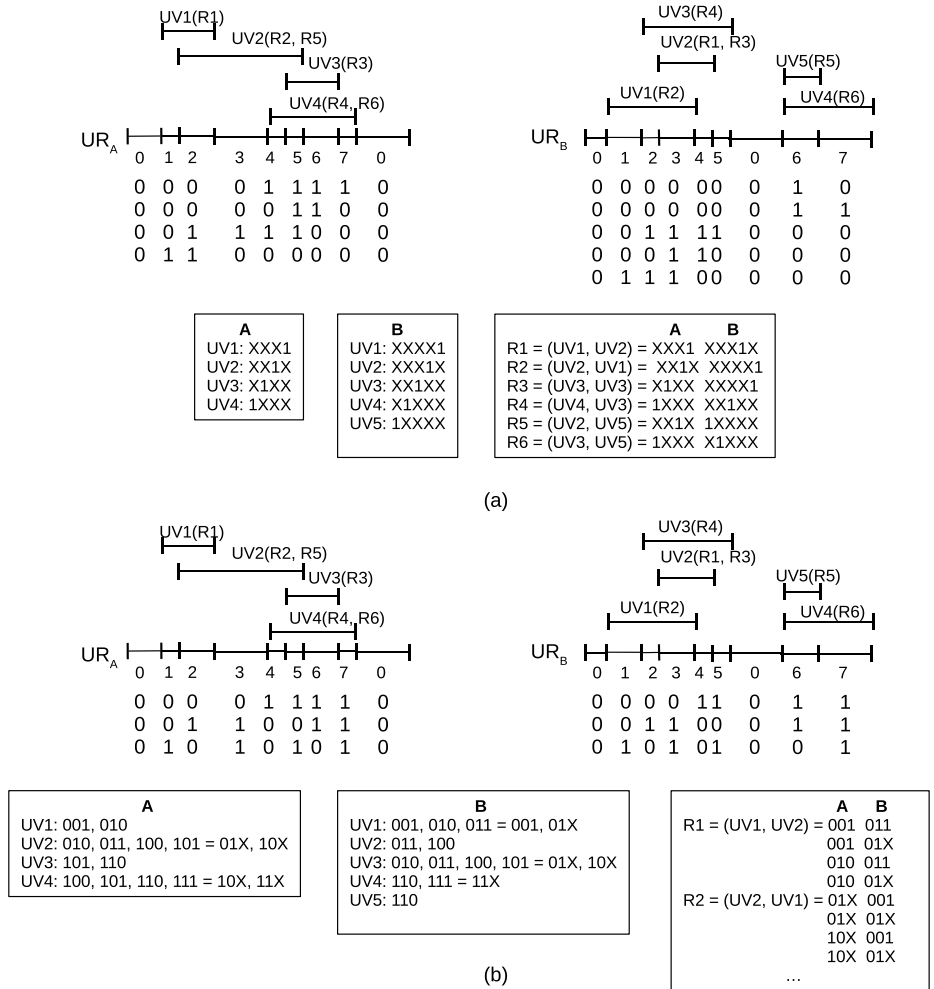 UV1(R1)
UV2(R2, R5)
UV3(R3)
UV4(R4, R6)
URA
0 1 2 3 4 5 6 7 0
0 0 0 0 1 1 1 1 0
0 0 0 0 0 1 1 0 0
0 0 1 1 1 1 0 0 0
0 1 1 0 0 0 0 0 0
UV3(R4)
UV2(R1, R3)
UV5(R5)
UV1(R2)
UV4(R6)
URB
0 1 2 3 4 5 0 6 7
0 0 0 0 0 0 0 1 0
0 0 0 0 0 0 0 1 1
0 0 1 1 1 1 0 0 0
0 0 0 1 1 0 0 0 0
0 1 1 1 0 0 0 0 0
A
UV1: XXX1
UV2: XX1X
UV3: X1XX
UV4: 1XXX
B
UV1: XXXX1
UV2: XXX1X
UV3: XX1XX
UV4: X1XXX
UV5: 1XXXX
A B
R1 = (UV1, UV2) = XXX1 XXX1X
R2 = (UV2, UV1) = XX1X XXXX1
R3 = (UV3, UV3) = X1XX XXXX1
R4 = (UV4, UV3) = 1XXX XX1XX
R5 = (UV2, UV5) = XX1X 1XXXX
R6 = (UV3, UV5) = 1XXX X1XXX
(a)
UV1(R1)
UV2(R2, R5)
UV3(R3)
UV4(R4, R6)
URA
0 1 2 3 4 5 6 7 0
0 0 0 0 1 1 1 1 0
0 0 1 1 0 0 1 1 0
0 1 0 1 0 1 0 1 0
UV3(R4)
UV2(R1, R3)
UV5(R5)
UV1(R2)
UV4(R6)
URB
0 1 2 3 4 5 0 6 7
0 0 0 0 1 1 0 1 1
0 0 1 1 0 0 0 1 1
0 1 0 1 0 1 0 0 1
A
UV1: 001, 010
UV2: 010, 011, 100, 101 = 01X, 10X
UV3: 101, 110
UV4: 100, 101, 110, 111 = 10X, 11X
B
UV1: 001, 010, 011 = 001, 01X
UV2: 011, 100
UV3: 010, 011, 100, 101 = 01X, 10X
UV4: 110, 111 = 11X
UV5: 110
A B
R1 = (UV1, UV2) = 001 011
001 01X
010 011
010 01X
R2 = (UV2, UV1) = 01X 001
01X 01X
10X 001
10X 01X
...
(b)